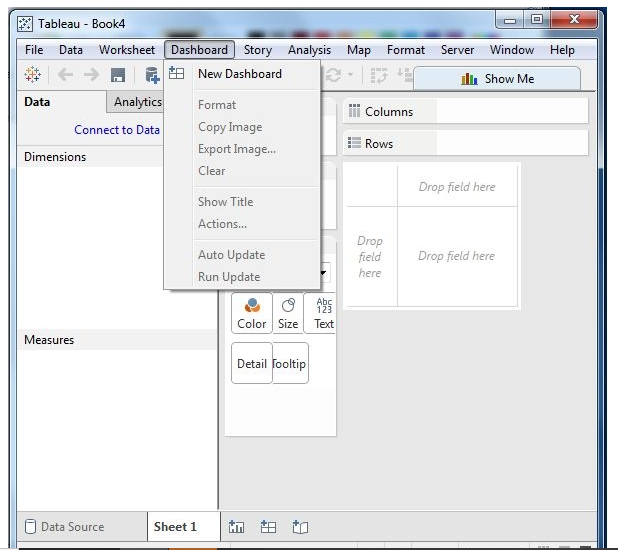 Tableau - Book4
File Data Worksheet Dashboard Story Analysis Map Format Server Window Help
New Dashboard
Show Me
Data Analytics
Format
Columns
Connect to Data
Copy Image
Export Image...
Rows
Dimensions
Clear
Drop field here
Show Title
Actions...
Drop
field
here
Drop field here
Auto Update
Run Update
Abc
123
Color Size Text
Measures
Detail Tooltip
Data Source Sheet 1